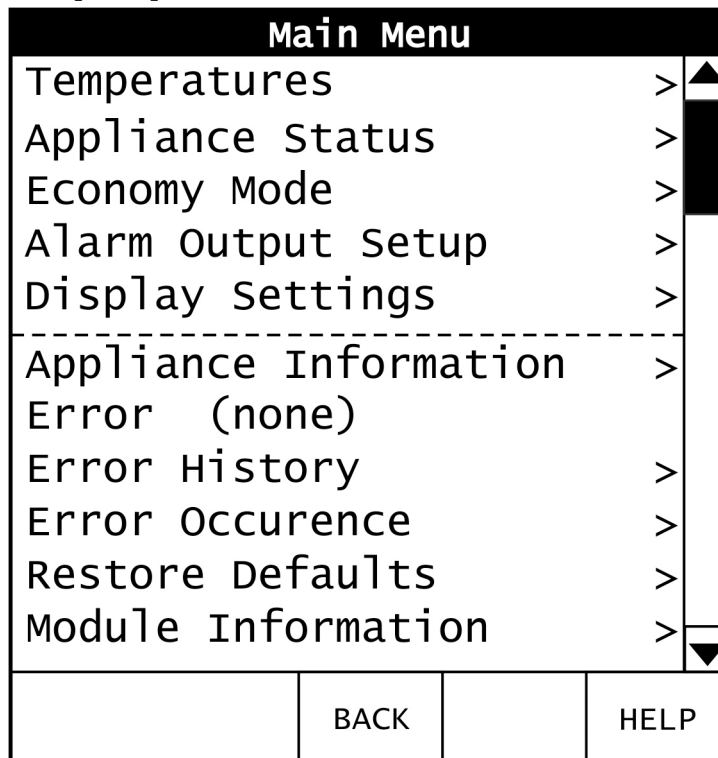 Main Menu
Temperatures >
Appliance Status >
Economy Mode >
Alarm Output Setup >
Display Settings >
Appliance Information >
Error (none)
Error History >
Error Occurence >
Restore Defaults >
Module Information >
BACK HELP